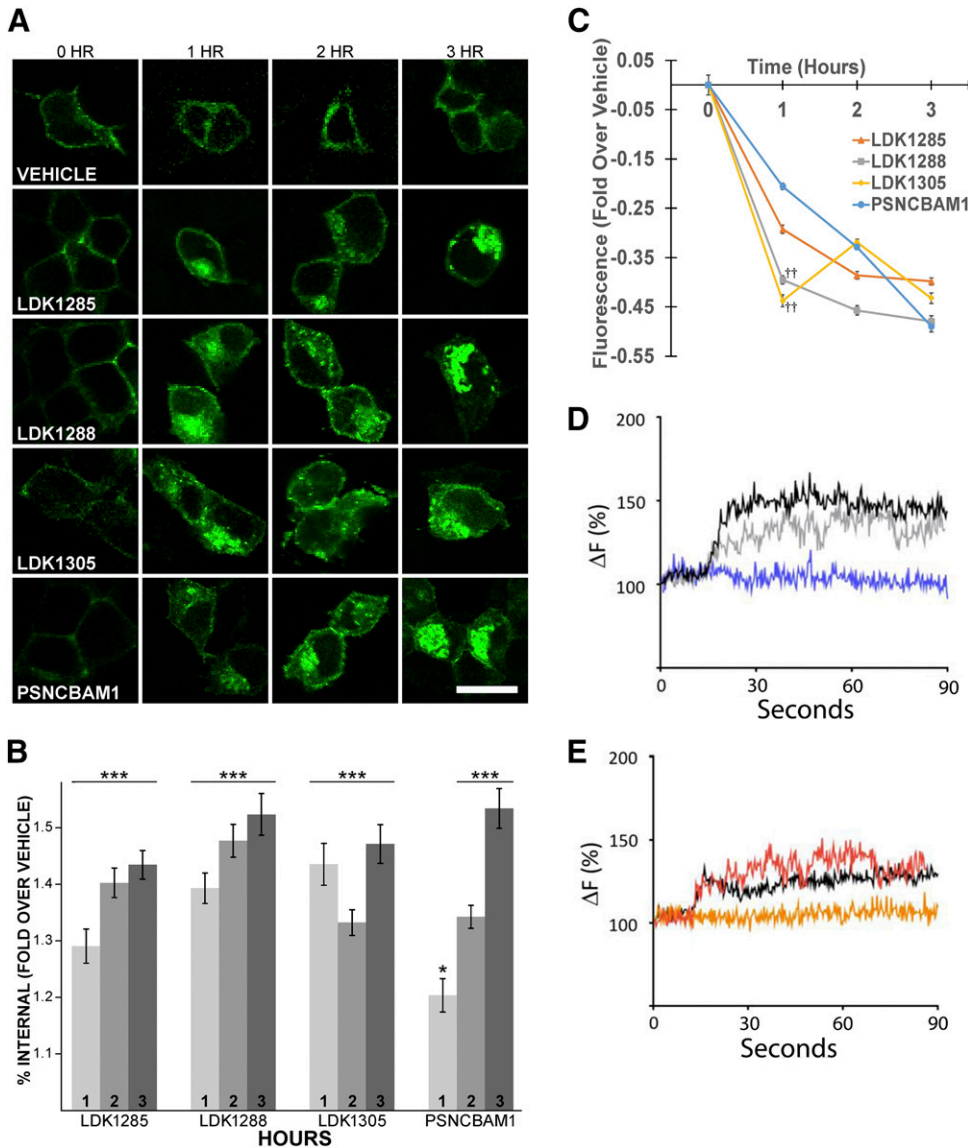 A
0 HR 1 HR 2 HR 3 HR
VEHICLE
LDK1285
LDK1288
LDK1305
PSNCBAM1
B
% INTERNAL (FOLD OVER VEHICLE)
1.5
1.4
1.3
1.2
1.1
*** *** *** ***
*
1 2 3 1 2 3 1 2 3 1 2 3
LDK1285 LDK1288 LDK1305 PSNCBAM1
HOURS
C
Fluorescence (Fold Over Vehicle)
Time (Hours)
0.05
-0.05
-0.15
-0.25
-0.35
-0.45
-0.55
0 1 2 3
LDK1285
LDK1288
LDK1305
PSNCBAM1
††
††
D
ΔF (%)
200
150
100
0 30 60 90
Seconds
E
ΔF (%)
200
150
100
0 30 60 90
Seconds